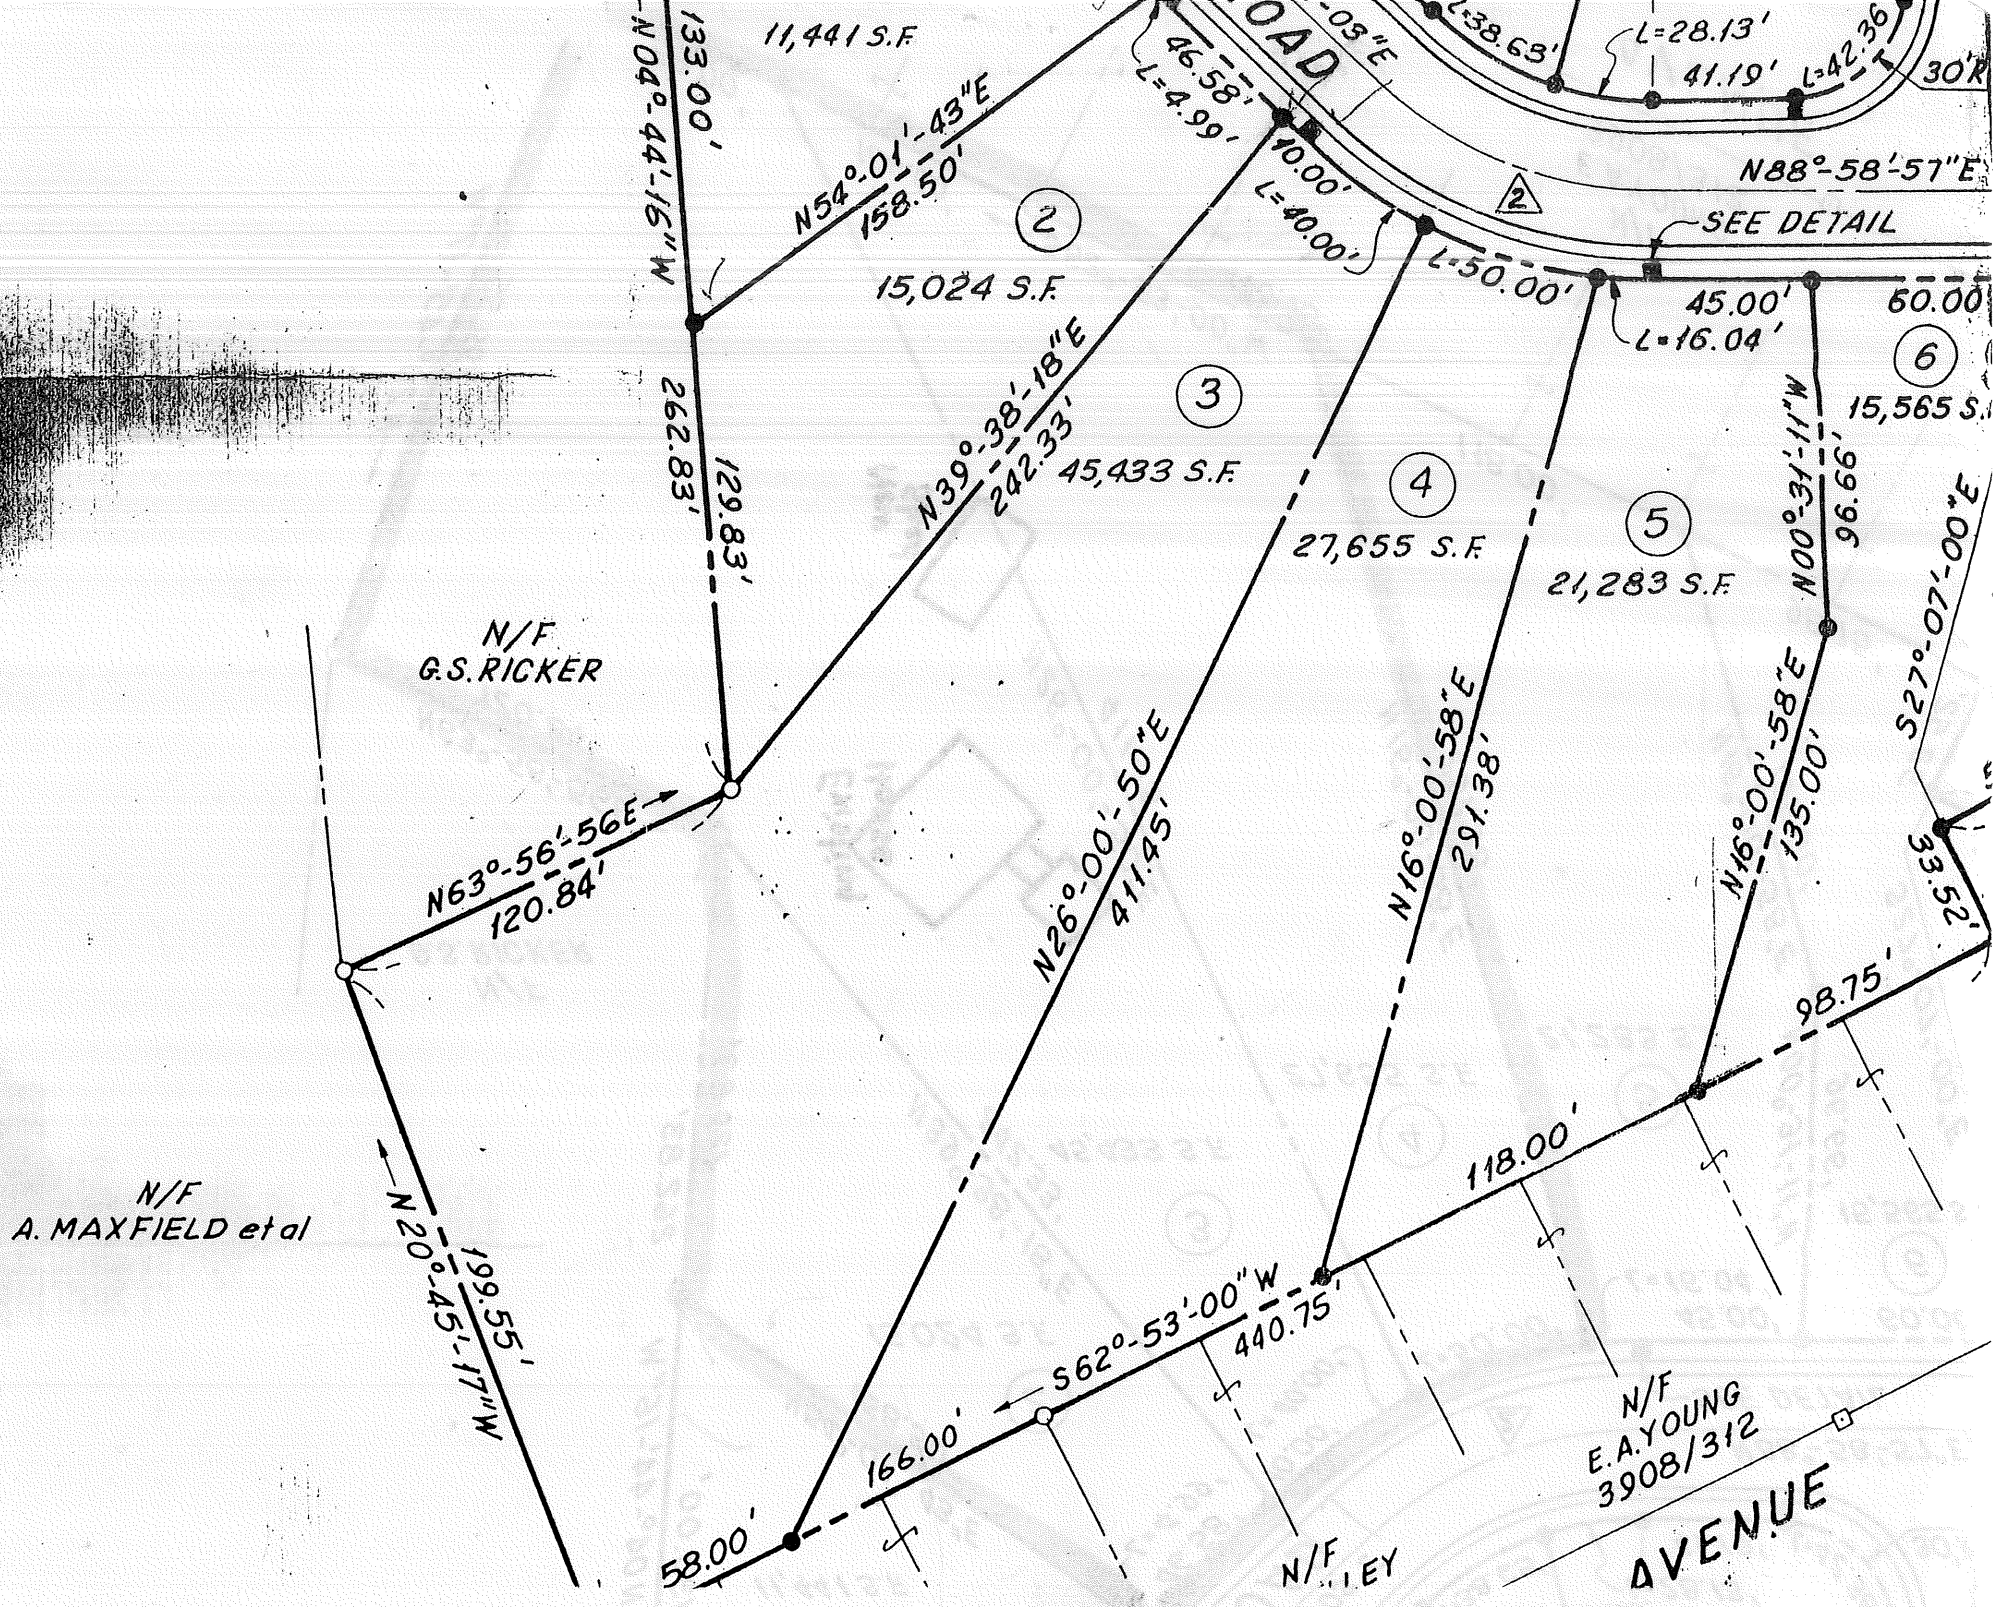 133.00'
N04°-44'-16"W
11,441 S.F.
N54°-01'-43"E
158.50'
46.58'
L=4.99'
OAD
-03"E
L=38.63'
L=28.13'
41.19'
L=42.36
30'R
N88°-58'-57"E
10.00'
L=40.00'
2
SEE DETAIL
2
15,024 S.F.
L=50.00'
45.00'
60.00
L=16.04'
6
15,565 S.
262.83'
129.83'
N39°-38'-18"E
242.33'
3
45,433 S.F.
4
27,655 S.F.
5
21,283 S.F.
N00°-31'-11"W
99.96'
S27°-07'-00"E
N/F
G.S.RICKER
N63°-56'-56E
120.84'
N26°-00'-50"E
411.45'
N16°-00'-58"E
291.38'
N16°-00'-58"E
135.00'
33.52'
98.75'
118.00'
N/F
A. MAXFIELD et al
N20°-45'-17"W
199.55'
S62°-53'-00"W
440.75'
166.00'
58.00'
N/F
E.A.YOUNG
3908/312
N/F
LEY
AVENUE